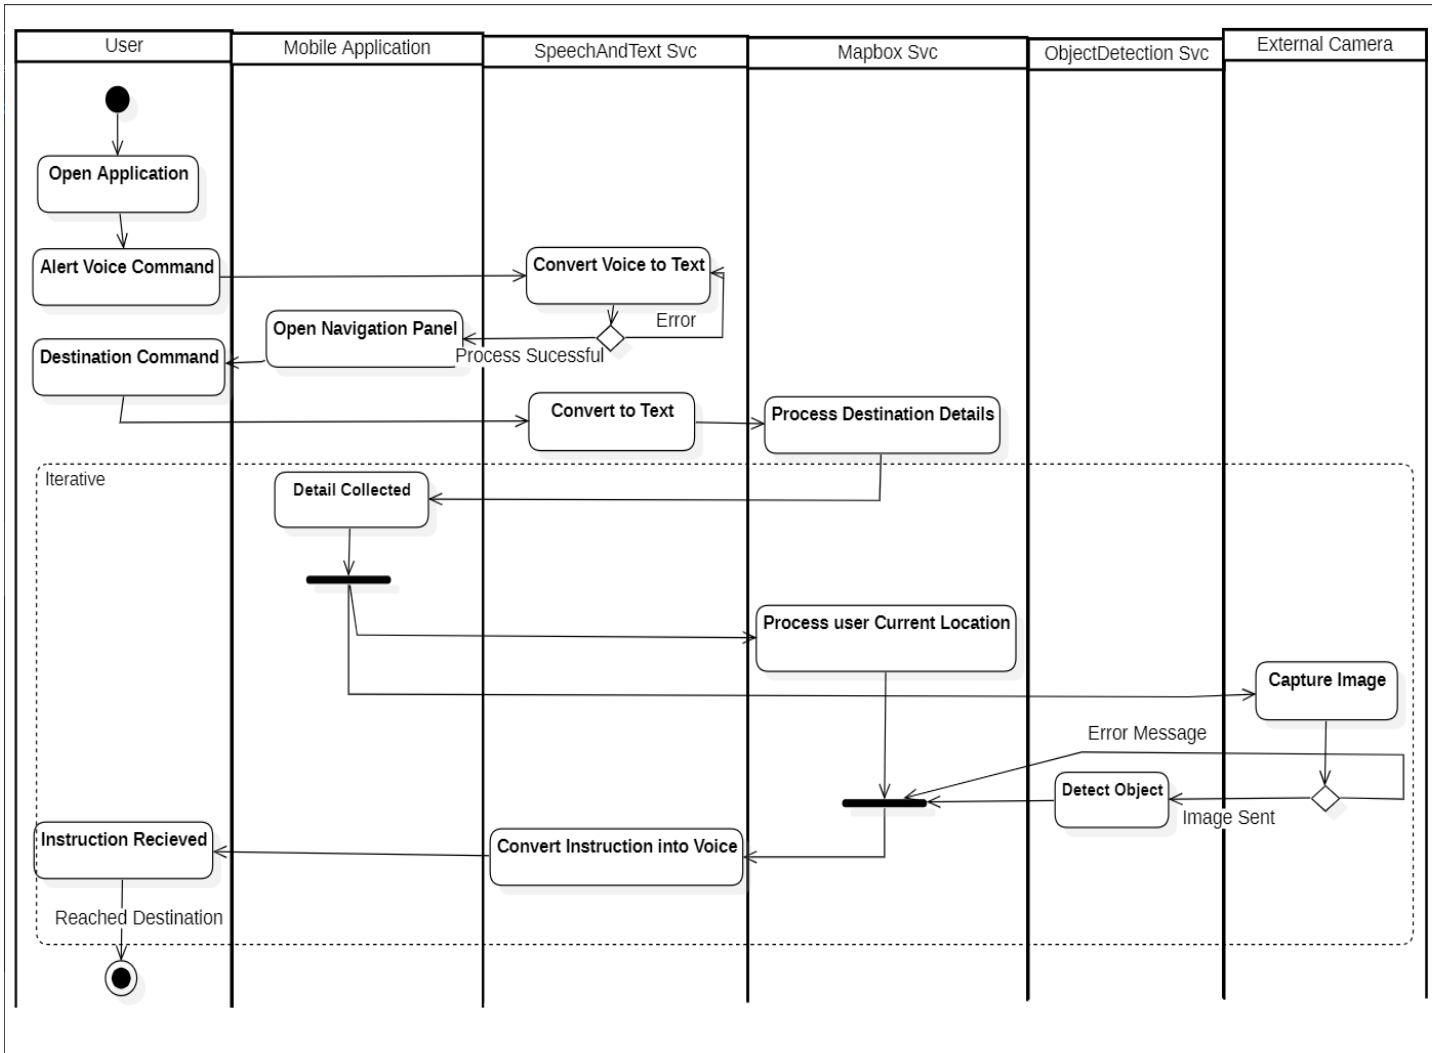 User
Mobile Application
SpeechAndText Svc
Mapbox Svc
ObjectDetection Svc
External Camera
Open Application
Alert Voice Command
Convert Voice to Text
Error
Open Navigation Panel
Process Sucessful
Destination Command
Convert to Text
Process Destination Details
Iterative
Detail Collected
Process user Current Location
Capture Image
Error Message
Detect Object
Image Sent
Instruction Recieved
Convert Instruction into Voice
Reached Destination